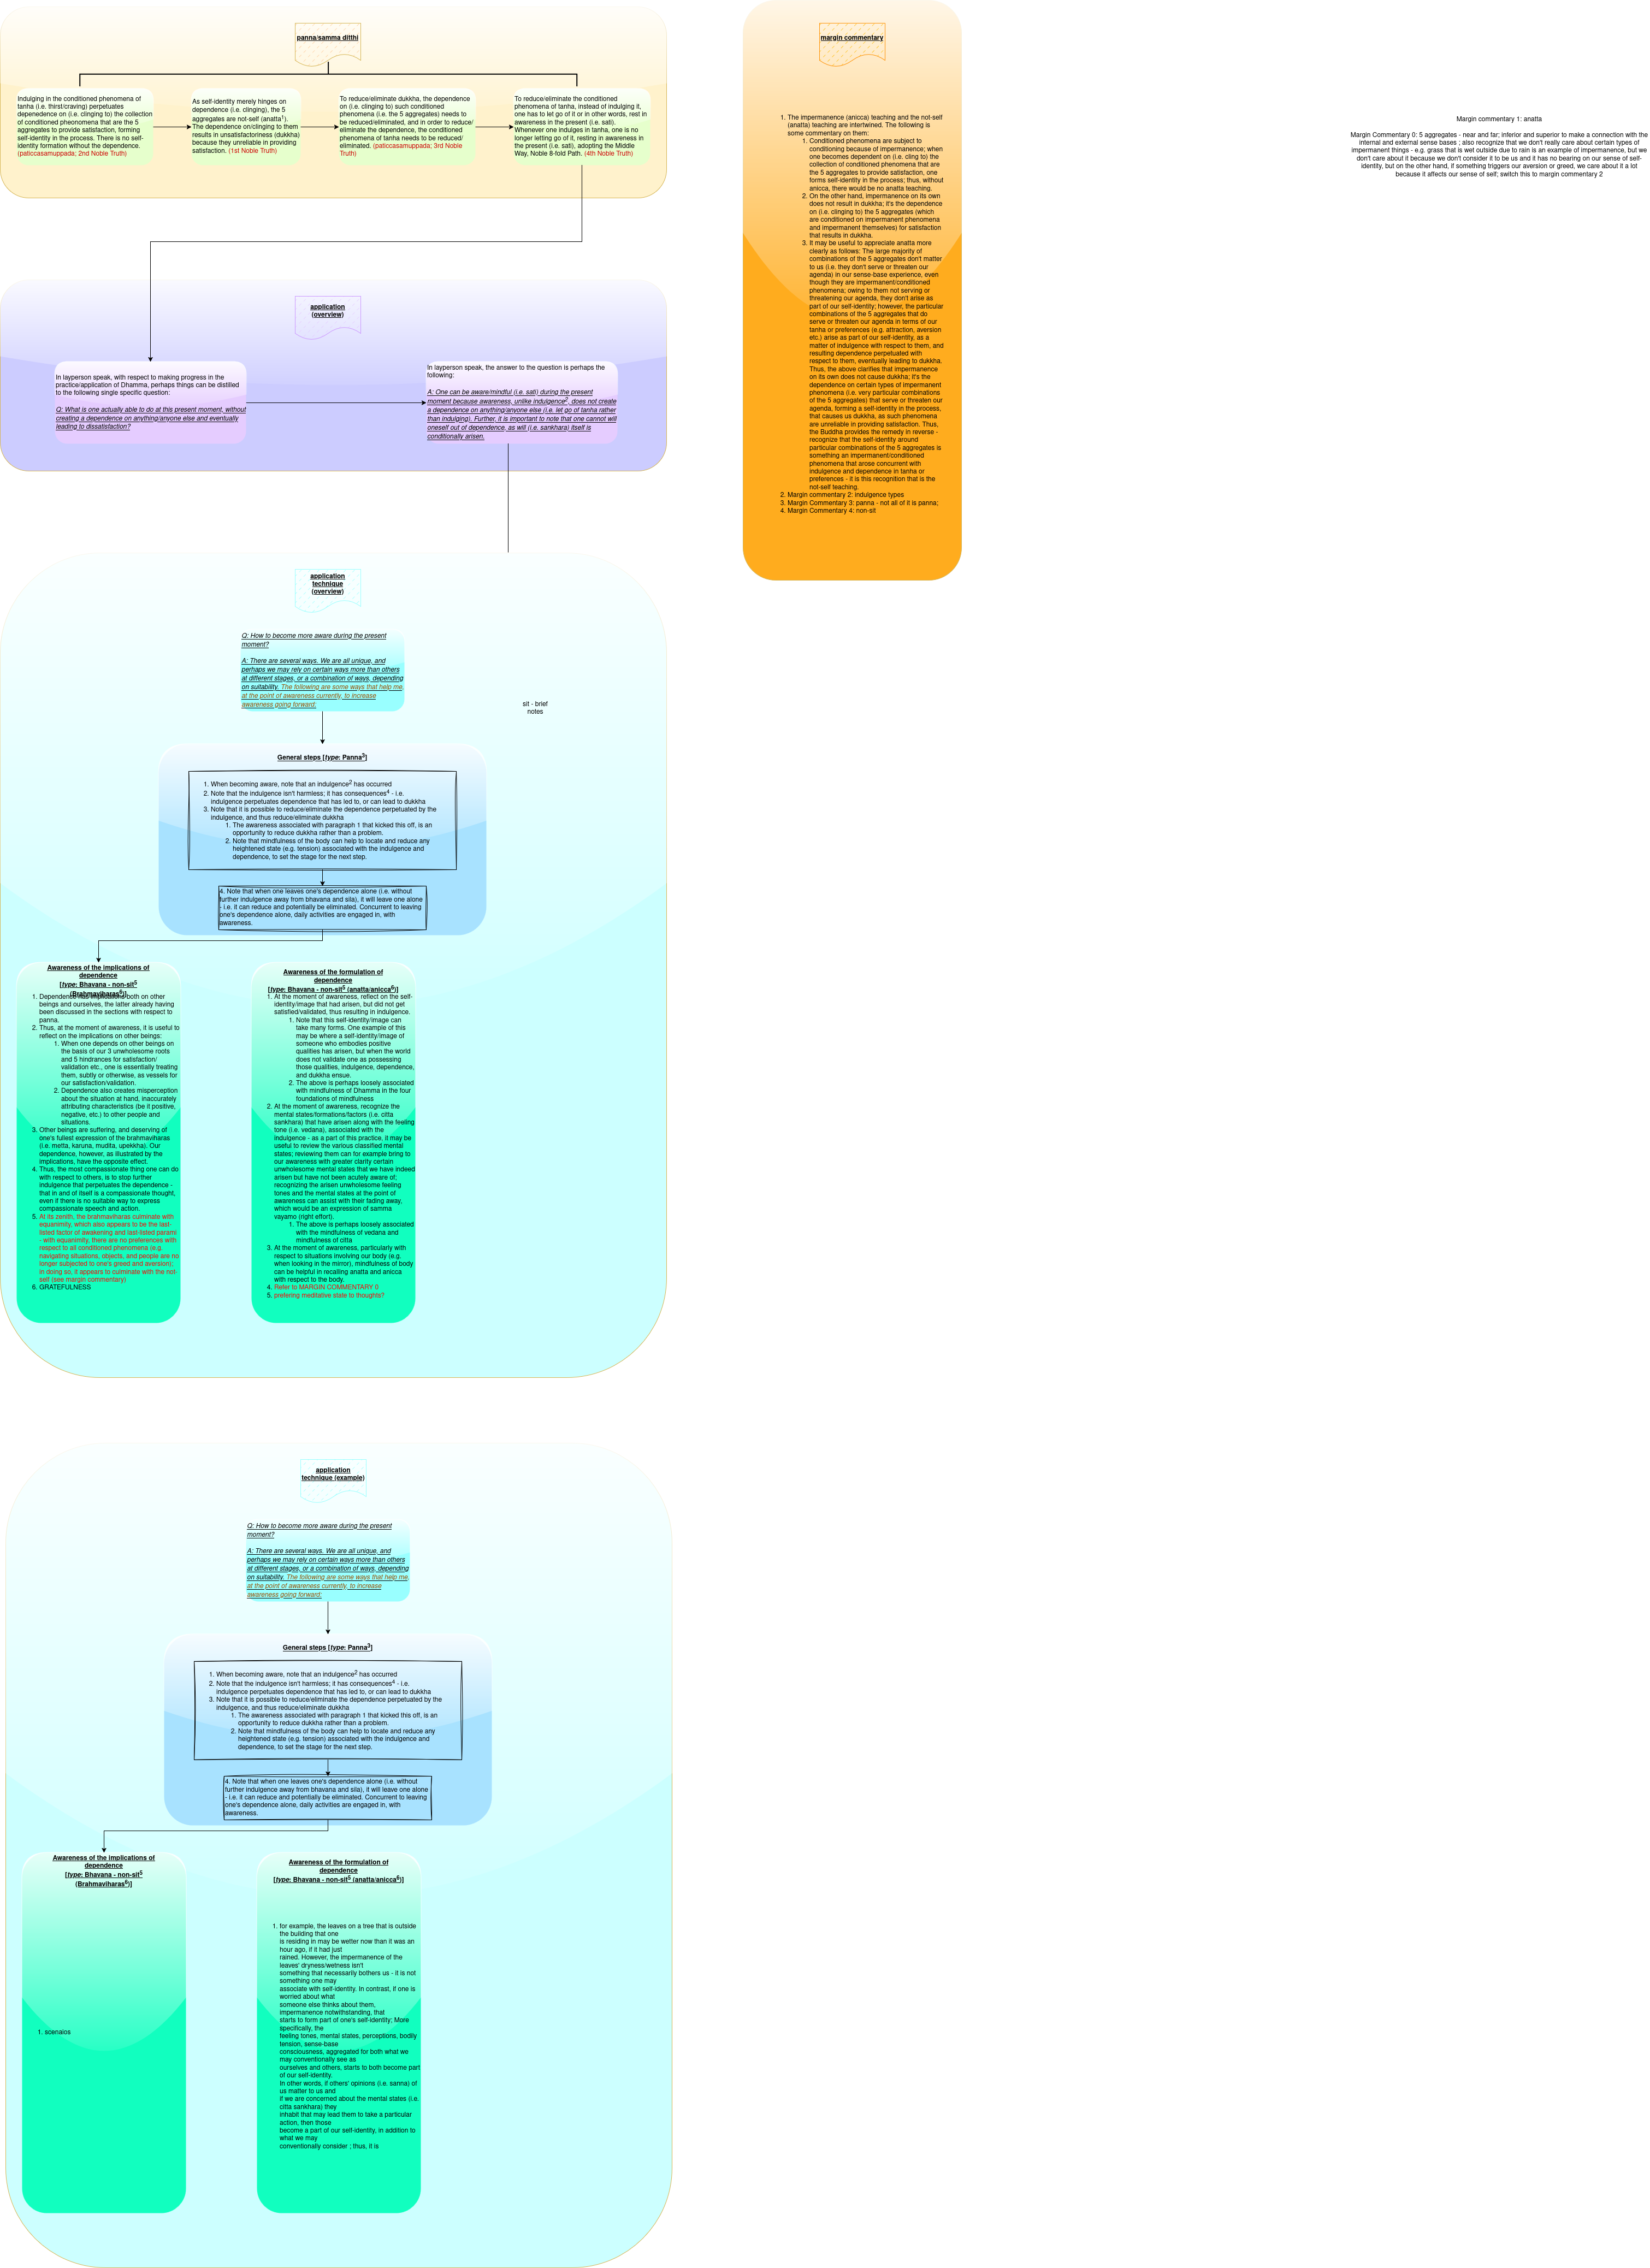 panna/samma ditthi
Indulging in the conditioned phenomena of
tanha (i.e. thirst/craving) perpetuates
depenedence on (i.e. clinging to) the collection
of conditioned phenomena that are the 5
aggregates to provide satisfaction, forming
self-identity in the process. There is no self-
identity formation without the dependence.
(paticcasamuppada; 2nd Noble Truth)
As self-identity merely hinges on
dependence (i.e. clinging), the 5
aggregates are not-self (anatta1).
The dependence on/clinging to them
results in unsatisfactoriness (dukkha)
because they unreliable in providing
satisfaction. (1st Noble Truth)
To reduce/eliminate dukkha, the dependence
on (i.e. clinging to) such conditioned
phenomena (i.e. the 5 aggregates) needs to
be reduced/eliminated, and in order to reduce/
eliminate the dependence, the conditioned
phenomena of tanha needs to be reduced/
eliminated. (paticcasamuppada; 3rd Noble
Truth)
To reduce/eliminate the conditioned
phenomena of tanha, instead of indulging it,
one has to let go of it or in other words, rest in
awareness in the present (i.e. sati).
Whenever one indulges in tanha, one is no
longer letting go of it, resting in awareness in
the present (i.e. sati), adopting the Middle
Way, Noble 8-fold Path. (4th Noble Truth)
application
(overview)
In layperson speak, with respect to making progress in the
practice/application of Dhamma, perhaps things can be distilled
to the following single specific question:
Q: What is one actually able to do at this present moment, without
creating a dependence on anything/anyone else and eventually
leading to dissatisfaction?
In layperson speak, the answer to the question is perhaps the
following:
A: One can be aware/mindful (i.e. sati) during the present
moment because awareness, unlike indulgence2, does not create
a dependence on anything/anyone else (i.e. let go of tanha rather
than indulging). Further, it is important to note that one cannot will
oneself out of dependence, as will (i.e. sankhara) itself is
conditionally arisen.
margin commentary
1. The impermanence (anicca) teaching and the not-self
(anatta) teaching are intertwined. The following is
some commentary on them:
1. Conditioned phenomena are subject to
conditioning because of impermanence; when
one becomes dependent on (i.e. cling to) the
collection of conditioned phenomena that are
the 5 aggregates to provide satisfaction, one
forms self-identity in the process; thus, without
anicca, there would be no anatta teaching.
2. On the other hand, impermanence on its own
does not result in dukkha; it's the dependence
on (i.e. clinging to) the 5 aggregates (which
are conditioned on impermanent phenomena
and impermanent themselves) for satisfaction
that results in dukkha.
3. It may be useful to appreciate anatta more
clearly as follows: The large majority of
combinations of the 5 aggregates don't matter
to us (i.e. they don't serve or threaten our
agenda) in our sense-base experience, even
though they are impermanent/conditioned
phenomena; owing to them not serving or
threatening our agenda, they don't arise as
part of our self-identity; however, the particular
combinations of the 5 aggregates that do
serve or threaten our agenda in terms of our
tanha or preferences (e.g. attraction, aversion
etc.) arise as part of our self-identity, as a
matter of indulgence with respect to them, and
resulting dependence perpetuated with
respect to them, eventually leading to dukkha.
Thus, the above clarifies that impermanence
on its own does not cause dukkha; it's the
dependence on certain types of impermanent
phenomena (i.e. very particular combinations
of the 5 aggregates) that serve or threaten our
agenda, forming a self-identity in the process,
that causes us dukkha, as such phenomena
are unreliable in providing satisfaction. Thus,
the Buddha provides the remedy in reverse -
recognize that the self-identity around
particular combinations of the 5 aggregates is
something an impermanent/conditioned
phenomena that arose concurrent with
indulgence and dependence in tanha or
preferences - it is this recognition that is the
not-self teaching.
2. Margin commentary 2: indulgence types
3. Margin Commentary 3: panna - not all of it is panna;
4. Margin Commentary 4: non-sit
Margin commentary 1: anatta
Margin Commentary 0: 5 aggregates - near and far; inferior and superior to make a connection with the
internal and external sense bases ; also recognize that we don't really care about certain types of
impermanent things - e.g. grass that is wet outside due to rain is an example of impermanence, but we
don't care about it because we don't consider it to be us and it has no bearing on our sense of self-
identity, but on the other hand, if something triggers our aversion or greed, we care about it a lot
because it affects our sense of self; switch this to margin commentary 2
application
technique
(overview)
Q: How to become more aware during the present
moment?
A: There are several ways. We are all unique, and
perhaps we may rely on certain ways more than others
at different stages, or a combination of ways, depending
on suitability. The following are some ways that help me,
at the point of awareness currently, to increase
awareness going forward:
sit - brief
notes
General steps [type: Panna3]
1. When becoming aware, note that an indulgence2 has occurred
2. Note that the indulgence isn't harmless; it has consequences4 - i.e.
indulgence perpetuates dependence that has led to, or can lead to dukkha
3. Note that it is possible to reduce/eliminate the dependence perpetuated by the
indulgence, and thus reduce/eliminate dukkha
1. The awareness associated with paragraph 1 that kicked this off, is an
opportunity to reduce dukkha rather than a problem.
2. Note that mindfulness of the body can help to locate and reduce any
heightened state (e.g. tension) associated with the indulgence and
dependence, to set the stage for the next step.
4. Note that when one leaves one's dependence alone (i.e. without
further indulgence away from bhavana and sila), it will leave one alone
- i.e. it can reduce and potentially be eliminated. Concurrent to leaving
one's dependence alone, daily activities are engaged in, with
awareness.
Awareness of the implications of
dependence
[type: Bhavana - non-sit5
(Brahmaviharas6)]
1. Dependence has implications both on other
beings and ourselves, the latter already having
been discussed in the sections with respect to
panna.
2. Thus, at the moment of awareness, it is useful to
reflect on the implications on other beings:
1. When one depends on other beings on
the basis of our 3 unwholesome roots
and 5 hindrances for satisfaction/
validation etc., one is essentially treating
them, subtly or otherwise, as vessels for
our satisfaction/validation.
2. Dependence also creates misperception
about the situation at hand, inaccurately
attributing characteristics (be it positive,
negative, etc.) to other people and
situations.
3. Other beings are suffering, and deserving of
one's fullest expression of the brahmaviharas
(i.e. metta, karuna, mudita, upekkha). Our
dependence, however, as illustrated by the
implications, have the opposite effect.
4. Thus, the most compassionate thing one can do
with respect to others, is to stop further
indulgence that perpetuates the dependence -
that in and of itself is a compassionate thought,
even if there is no suitable way to express
compassionate speech and action.
5. At its zenith, the brahmaviharas culminate with
equanimity, which also appears to be the last-
listed factor of awakening and last-listed parami
- with equanimity, there are no preferences with
respect to all conditioned phenomena (e.g.
navigating situations, objects, and people are no
longer subjected to one's greed and aversion);
in doing so, it appears to culminate with the not-
self (see margin commentary)
6. GRATEFULNESS
Awareness of the formulation of
dependence
[type: Bhavana - non-sit5 (anatta/anicca6)]
1. At the moment of awareness, reflect on the self-
identity/image that had arisen, but did not get
satisfied/validated, thus resulting in indulgence.
1. Note that this self-identity/image can
take many forms. One example of this
may be where a self-identity/image of
someone who embodies positive
qualities has arisen, but when the world
does not validate one as possessing
those qualities, indulgence, dependence,
and dukkha ensue.
2. The above is perhaps loosely associated
with mindfulness of Dhamma in the four
foundations of mindfulness
2. At the moment of awareness, recognize the
mental states/formations/factors (i.e. citta
sankhara) that have arisen along with the feeling
tone (i.e. vedana), associated with the
indulgence - as a part of this practice, it may be
useful to review the various classified mental
states; reviewing them can for example bring to
our awareness with greater clarity certain
unwholesome mental states that we have indeed
arisen but have not been acutely aware of;
recognizing the arisen unwholesome feeling
tones and the mental states at the point of
awareness can assist with their fading away,
which would be an expression of samma
vayamo (right effort).
1. The above is perhaps loosely associated
with the mindfulness of vedana and
mindfulness of citta
3. At the moment of awareness, particularly with
respect to situations involving our body (e.g.
when looking in the mirror), mindfulness of body
can be helpful in recalling anatta and anicca
with respect to the body.
4. Refer to MARGIN COMMENTARY 0
5. prefering meditative state to thoughts?
application
technique (example)
Q: How to become more aware during the present
moment?
A: There are several ways. We are all unique, and
perhaps we may rely on certain ways more than others
at different stages, or a combination of ways, depending
on suitability. The following are some ways that help me,
at the point of awareness currently, to increase
awareness going forward:
General steps [type: Panna3]
1. When becoming aware, note that an indulgence2 has occurred
2. Note that the indulgence isn't harmless; it has consequences4 - i.e.
indulgence perpetuates dependence that has led to, or can lead to dukkha
3. Note that it is possible to reduce/eliminate the dependence perpetuated by the
indulgence, and thus reduce/eliminate dukkha
1. The awareness associated with paragraph 1 that kicked this off, is an
opportunity to reduce dukkha rather than a problem.
2. Note that mindfulness of the body can help to locate and reduce any
heightened state (e.g. tension) associated with the indulgence and
dependence, to set the stage for the next step.
4. Note that when one leaves one's dependence alone (i.e. without
further indulgence away from bhavana and sila), it will leave one alone
- i.e. it can reduce and potentially be eliminated. Concurrent to leaving
one's dependence alone, daily activities are engaged in, with
awareness.
Awareness of the implications of
dependence
[type: Bhavana - non-sit5
(Brahmaviharas6)]
1. scenaios
Awareness of the formulation of
dependence
[type: Bhavana - non-sit5 (anatta/anicca6)]
1. for example, the leaves on a tree that is outside
the building that one
is residing in may be wetter now than it was an
hour ago, if it had just
rained. However, the impermanence of the
leaves' dryness/wetness isn't
something that necessarily bothers us - it is not
something one may
associate with self-identity. In contrast, if one is
worried about what
someone else thinks about them,
impermanence notwithstanding, that
starts to form part of one's self-identity; More
specifically, the
feeling tones, mental states, perceptions, bodily
tension, sense-base
consciousness, aggregated for both what we
may conventionally see as
ourselves and others, starts to both become part
of our self-identity.
In other words, if others' opinions (i.e. sanna) of
us matter to us and
if we are concerned about the mental states (i.e.
citta sankhara) they
inhabit that may lead them to take a particular
action, then those
become a part of our self-identity, in addition to
what we may
conventionally consider ; thus, it is